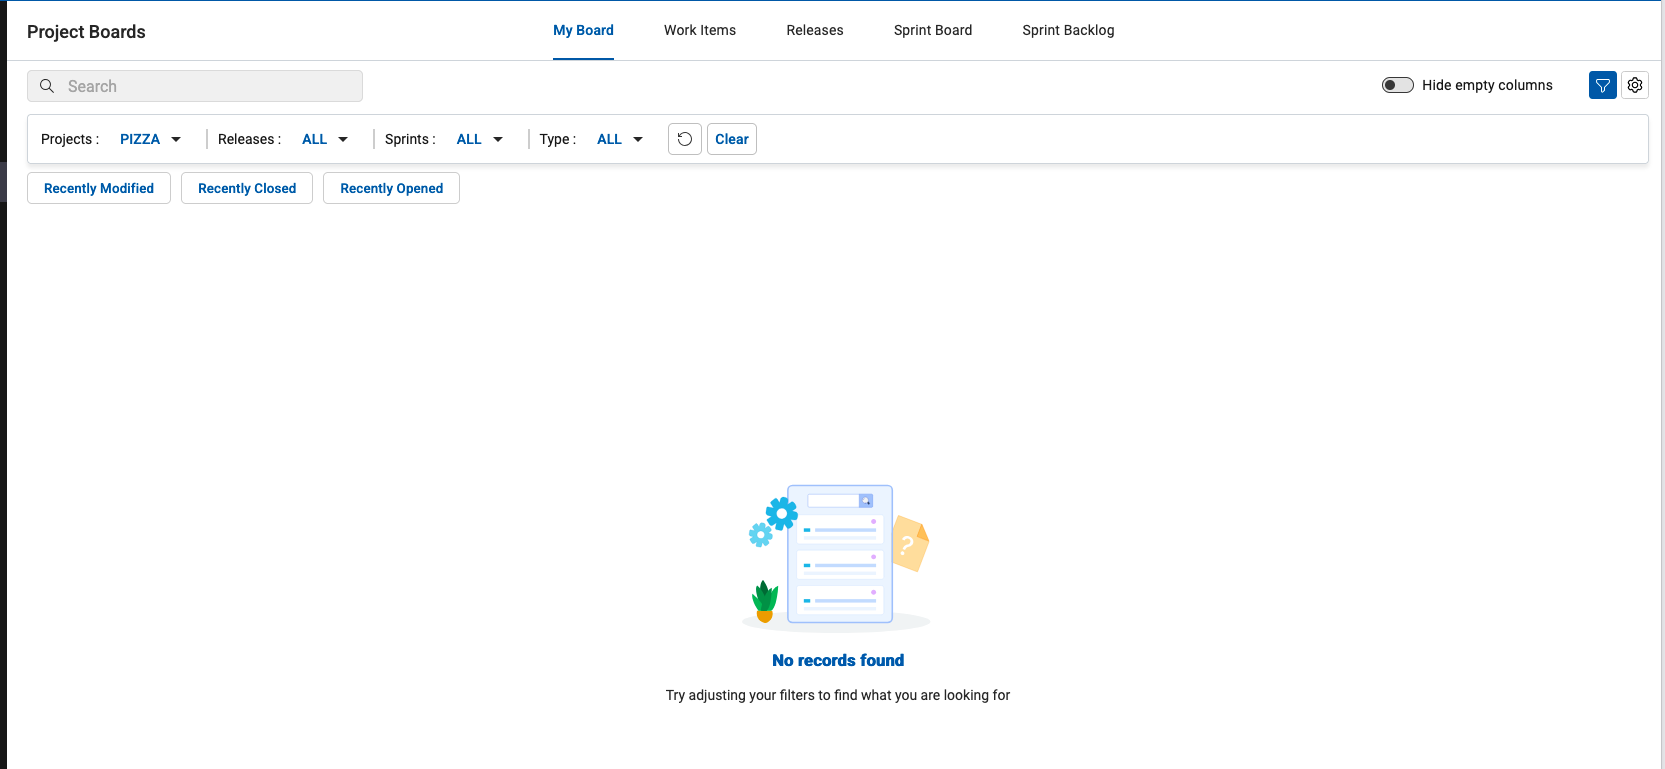 Project Boards
My Board Work Items Releases Sprint Board Sprint Backlog
Search
Hide empty columns
Projects : PIZZA Releases : ALL Sprints : ALL Type : ALL Clear
Recently Modified Recently Closed Recently Opened
?
No records found
Try adjusting your filters to find what you are looking for